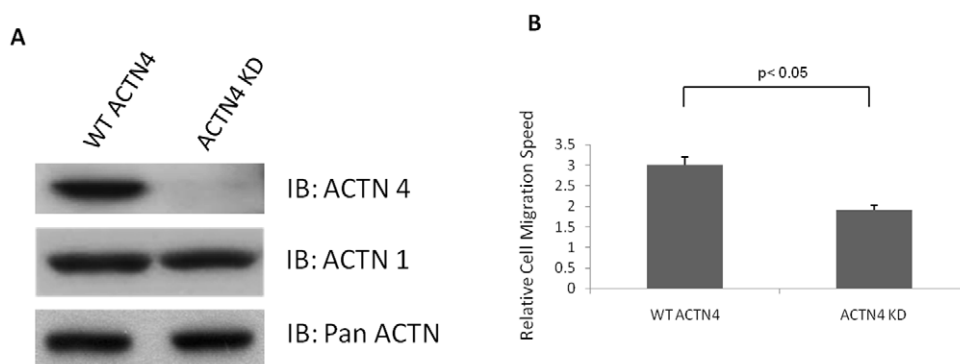 A
WT ACTN4
ACTN4 KD
IB: ACTN 4
IB: ACTN 1
IB: Pan ACTN
B
p< 0.05
Relative Cell Migration Speed
3.5
3
2.5
2
1.5
1
0.5
0
WT ACTN4
ACTN4 KD